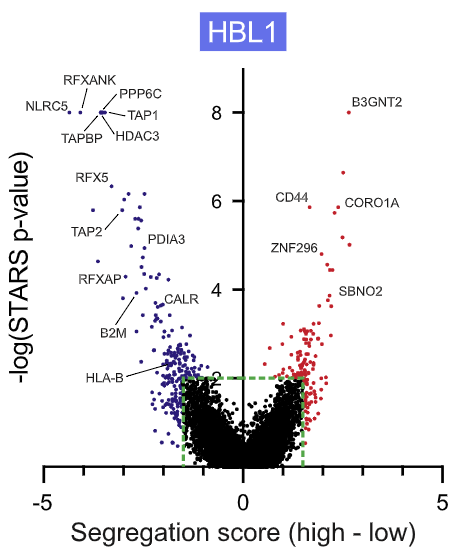 HBL1
RFXANK
NLRC5
PPP6C
TAP1
TAPBP
HDAC3
B3GNT2
8
RFX5
CD44
CORO1A
TAP2
PDIA3
6
ZNF296
RFXAP
CALR
SBNO2
4
B2M
HLA-B
2
-log(STARS p-value)
-5
0
5
Segregation score (high - low)